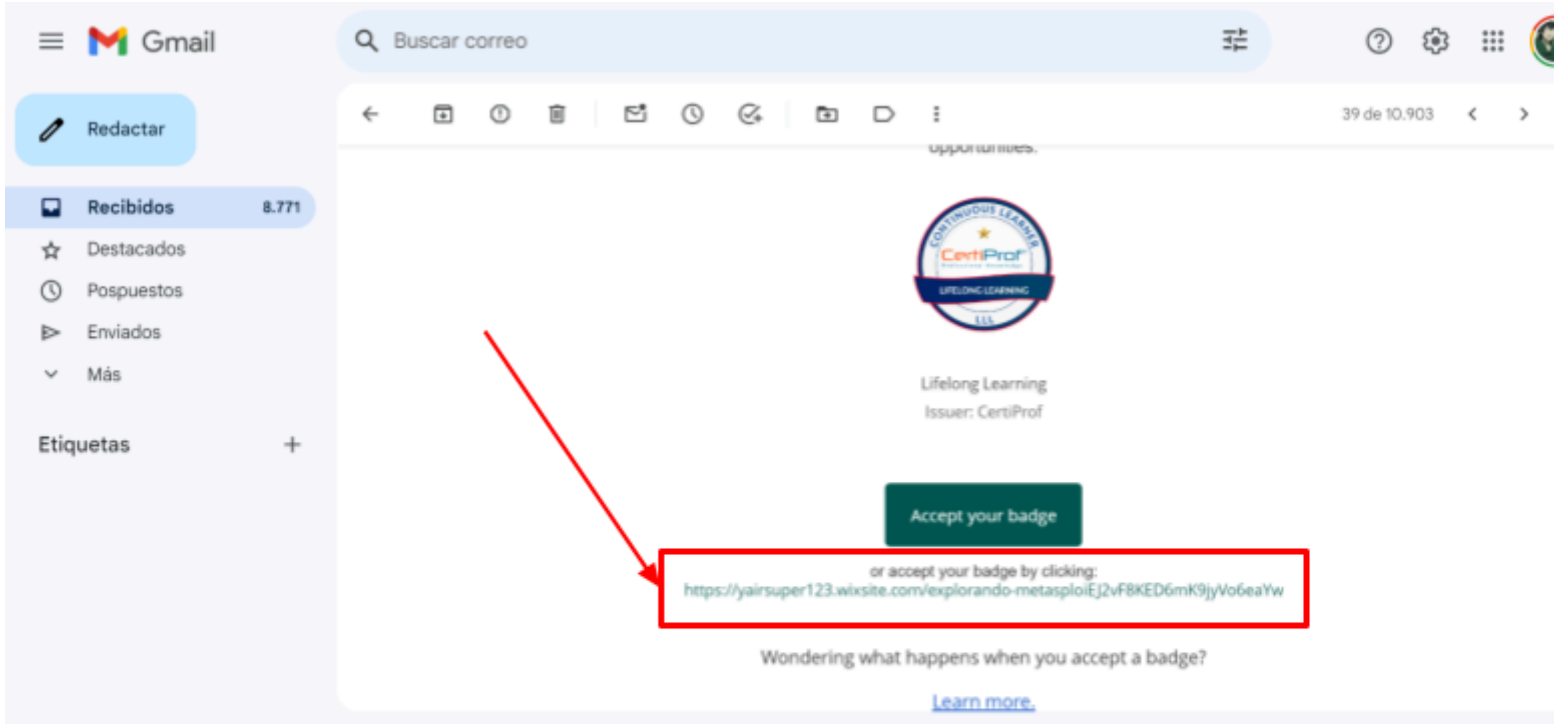 Gmail
Buscar correo
Redactar
39 de 10.903
opportunities.
Recibidos 8.771
Destacados
Pospuestos
Enviados
Más
Etiquetas
CONTINUOUS LEARNER
CertiProf
LIFELONG LEARNING
LLL
Lifelong Learning
Issuer: CertiProf
Accept your badge
or accept your badge by clicking:
https://yairsuper123.wixsite.com/explorando-metasploiEJ2vF8KED6mK9jyVo6eaYw
Wondering what happens when you accept a badge?
Learn more.